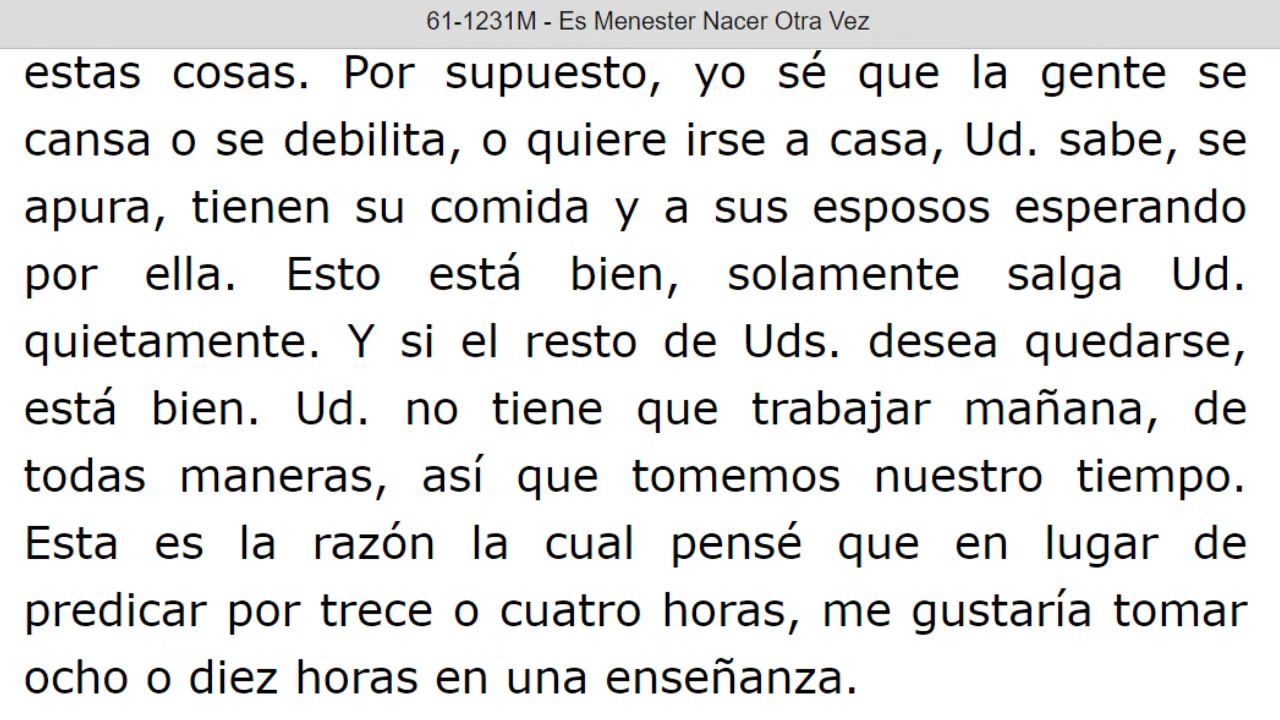 61-1231M - Es Menester Nacer Otra Vez
estas cosas. Por supuesto, yo sé que la gente se
cansa o se debilita, o quiere irse a casa, Ud. sabe, se
apura, tienen su comida y a sus esposos esperando
por ella. Esto está bien, solamente salga Ud.
quietamente. Y si el resto de Uds. desea quedarse,
está bien. Ud. no tiene que trabajar mañana, de
todas maneras, así que tomemos nuestro tiempo.
Esta es la razón la cual pensé que en lugar de
predicar por trece o cuatro horas, me gustaría tomar
ocho o diez horas en una enseñanza.